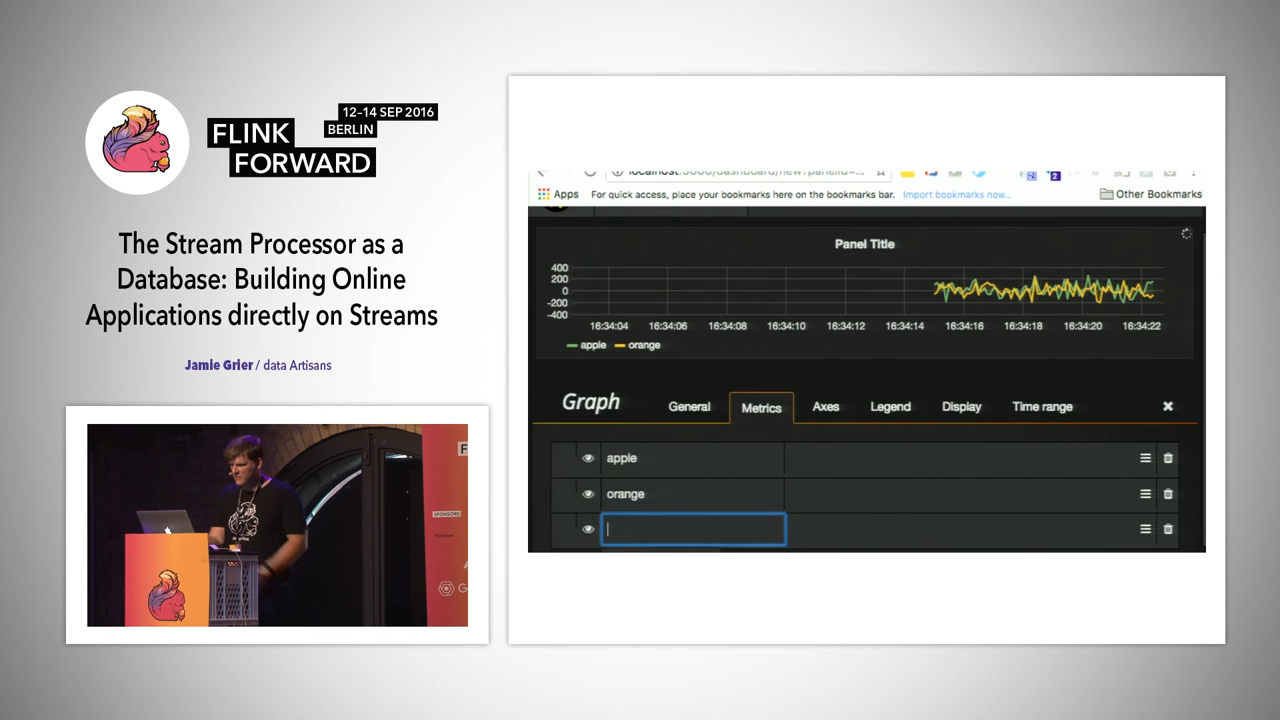 12–14 SEP 2016
BERLIN
FLINK
FORWARD
The Stream Processor as a
Database: Building Online
Applications directly on Streams
Jamie Grier / data Artisans
SPONSORS
Apps
For quick access, place your bookmarks here on the bookmarks bar. Import bookmarks now...
Other Bookmarks
Panel Title
400
200
0
-200
-400
16:34:04 16:34:06 16:34:08 16:34:10 16:34:12 16:34:14 16:34:16 16:34:18 16:34:20 16:34:22
apple orange
Graph
General Metrics Axes Legend Display Time range
apple
orange